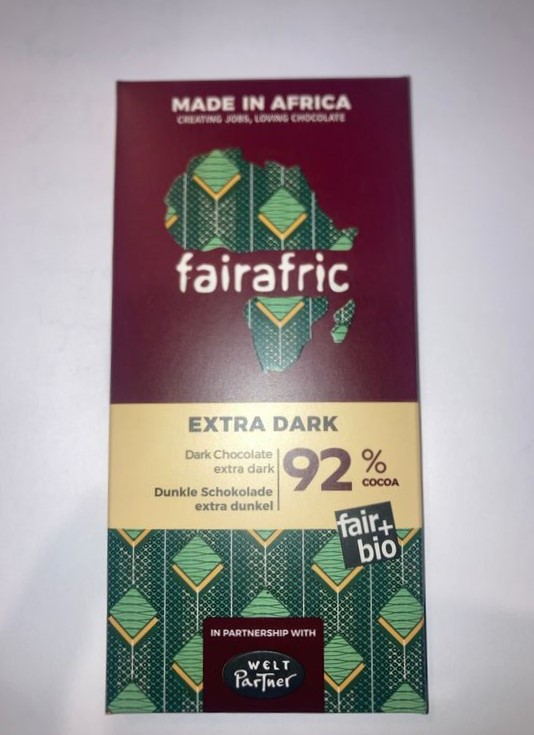 MADE IN AFRICA
CREATING JOBS, LOVING CHOCOLATE
fairafric
EXTRA DARK
Dark Chocolate
extra dark
Dunkle Schokolade
extra dunkel
92 %
COCOA
fair+
bio
IN PARTNERSHIP WITH
WELT
ParTner